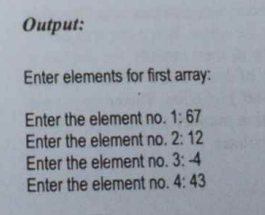 Output:
Enter elements for first array:
Enter the element no. 1: 67
Enter the element no. 2: 12
Enter the element no. 3: -4
Enter the element no. 4: 43